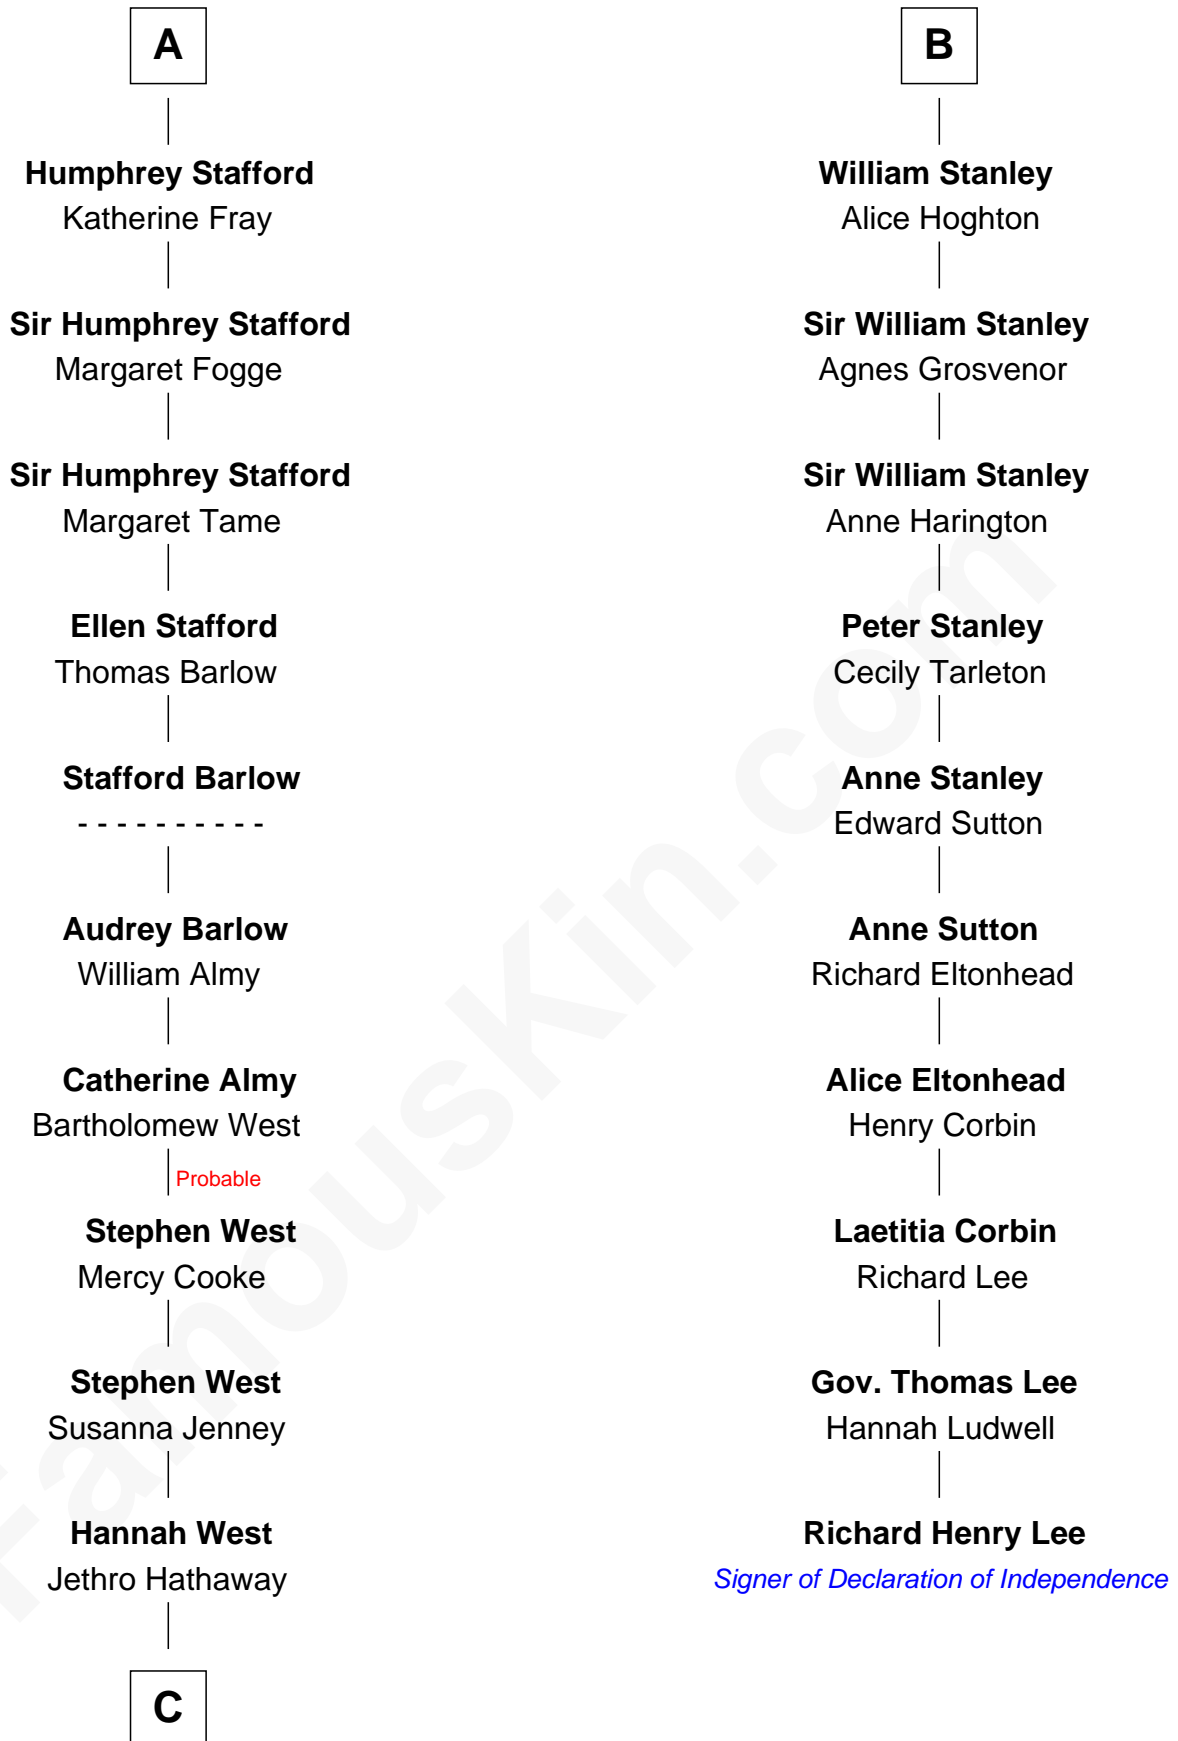 A
Humphrey Stafford
Katherine Fray
Sir Humphrey Stafford
Margaret Fogge
Sir Humphrey Stafford
Margaret Tame
Ellen Stafford
Thomas Barlow
Stafford Barlow
- - - - - - - - - -
Audrey Barlow
William Almy
Catherine Almy
Bartholomew West
Probable
Stephen West
Mercy Cooke
Stephen West
Susanna Jenney
Hannah West
Jethro Hathaway
C
B
William Stanley
Alice Hoghton
Sir William Stanley
Agnes Grosvenor
Sir William Stanley
Anne Harington
Peter Stanley
Cecily Tarleton
Anne Stanley
Edward Sutton
Anne Sutton
Richard Eltonhead
Alice Eltonhead
Henry Corbin
Laetitia Corbin
Richard Lee
Gov. Thomas Lee
Hannah Ludwell
Richard Henry Lee
Signer of Declaration of Independence
FamousKin.com